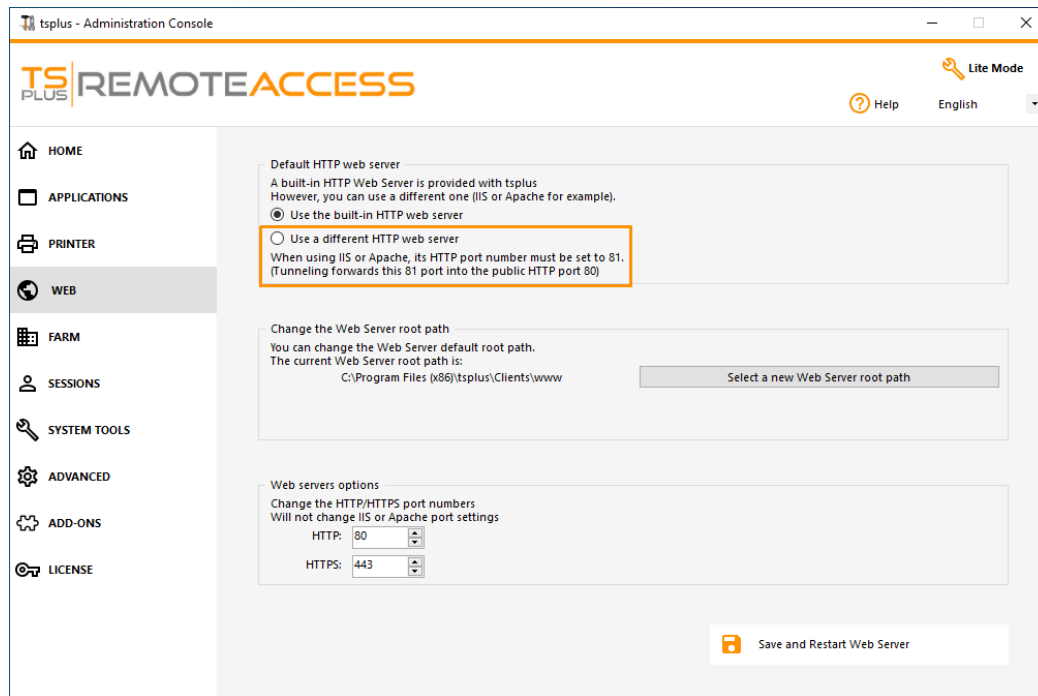 tsplus - Administration Console
TS PLUS REMOTEACCESS
Lite Mode
Help
English
HOME
APPLICATIONS
PRINTER
WEB
FARM
SESSIONS
SYSTEM TOOLS
ADVANCED
ADD-ONS
LICENSE
Default HTTP web server
A built-in HTTP Web Server is provided with tsplus
However, you can use a different one (IIS or Apache for example).
Use the built-in HTTP web server
Use a different HTTP web server
When using IIS or Apache, its HTTP port number must be set to 81.
(Tunneling forwards this 81 port into the public HTTP port 80)
Change the Web Server root path
You can change the Web Server default root path.
The current Web Server root path is:
C:\Program Files (x86)\tsplus\Clients\www
Select a new Web Server root path
Web servers options
Change the HTTP/HTTPS port numbers
Will not change IIS or Apache port settings
HTTP: 80
HTTPS: 443
Save and Restart Web Server